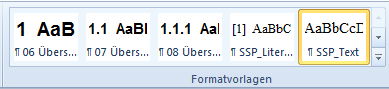 1 AaB
1.1 AaBl
1.1.1 Aal
[1] AaBbC
AaBbCcD
¶ 06 Übers...
¶ 07 Übers...
¶ 08 Übers...
¶ SSP_Liter...
¶ SSP_Text
Formatvorlagen